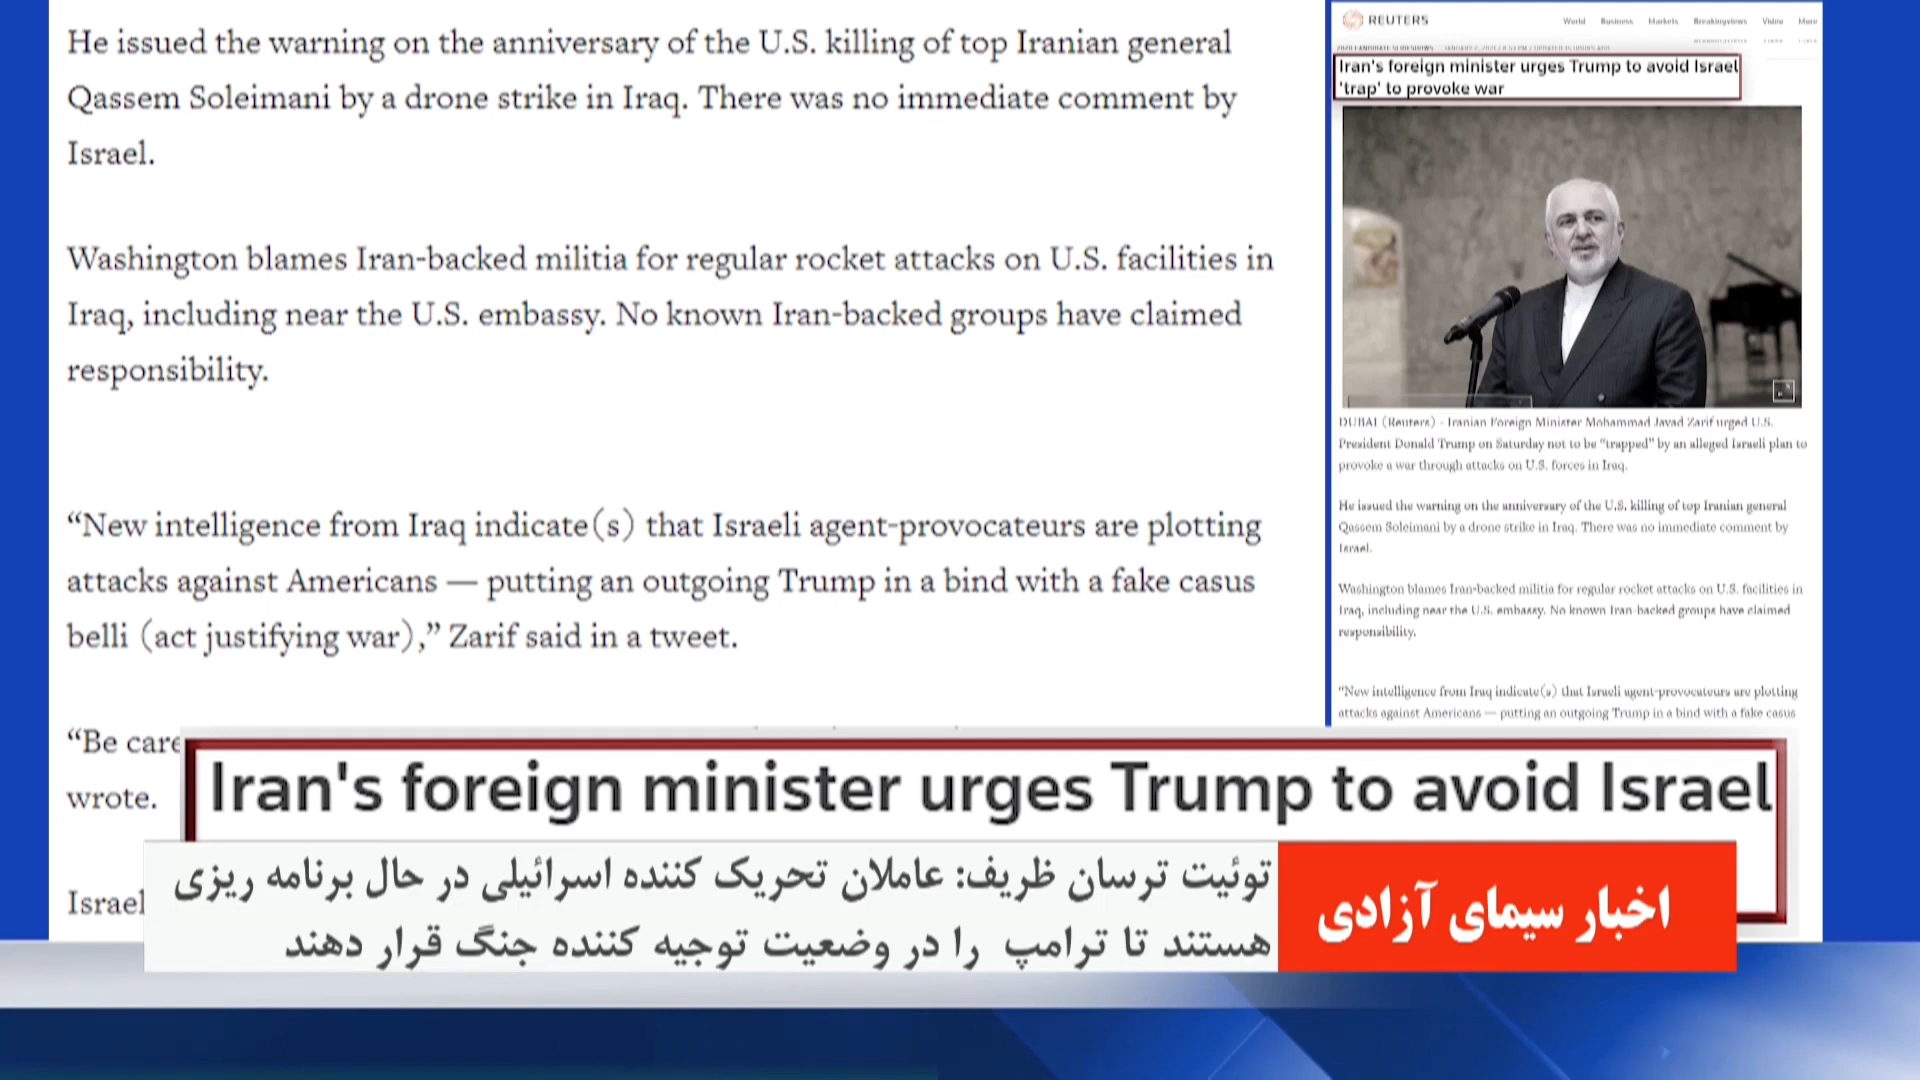 He issued the warning on the anniversary of the U.S. killing of top Iranian general
Qassem Soleimani by a drone strike in Iraq. There was no immediate comment by
Israel.
Washington blames Iran-backed militia for regular rocket attacks on U.S. facilities in
Iraq, including near the U.S. embassy. No known Iran-backed groups have claimed
responsibility.
“New intelligence from Iraq indicate(s) that Israeli agent-provocateurs are plotting
attacks against Americans — putting an outgoing Trump in a bind with a fake casus
belli (act justifying war),” Zarif said in a tweet.
“Be care
wrote.
Israel
REUTERS
World Business Markets Breakingviews Video More
Iran's foreign minister urges Trump to avoid Israel
'trap' to provoke war
DUBAI (Reuters) - Iranian Foreign Minister Mohammad Javad Zarif urged U.S.
President Donald Trump on Saturday not to be “trapped” by an alleged Israeli plan to
provoke a war through attacks on U.S. forces in Iraq.
He issued the warning on the anniversary of the U.S. killing of top Iranian general
Qassem Soleimani by a drone strike in Iraq. There was no immediate comment by
Israel.
Washington blames Iran-backed militia for regular rocket attacks on U.S. facilities in
Iraq, including near the U.S. embassy. No known Iran-backed groups have claimed
responsibility.
“New intelligence from Iraq indicate(s) that Israeli agent-provocateurs are plotting
attacks against Americans — putting an outgoing Trump in a bind with a fake casus
Iran's foreign minister urges Trump to avoid Israel
اخبار سیمای آزادی
توئیت ترسان ظریف: عاملان تحریک کننده اسرائیلی در حال برنامه ریزی
هستند تا ترامپ را در وضعیت توجیه کننده جنگ قرار دهند